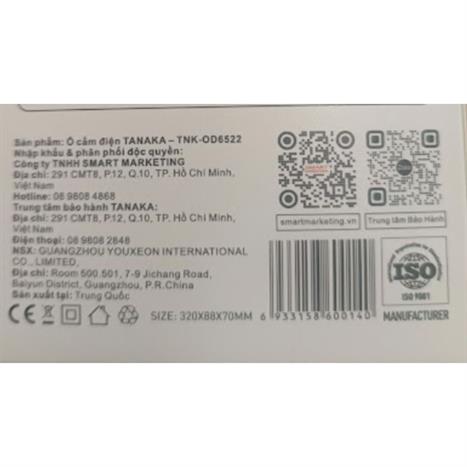 Sản phẩm: Ổ cắm điện TANAKA – TNK-OD6522
Nhập khẩu & phân phối độc quyền:
Công ty TNHH SMART MARKETING
Địa chỉ: 291 CMT8, P.12, Q.10, TP. Hồ Chí Minh,
Việt Nam
Hotline: 08 9808 4868
Trung tâm bảo hành TANAKA:
Địa chỉ: 291 CMT8, P.12, Q.10, TP. Hồ Chí Minh,
Việt Nam
Điện thoại: 08 9808 2848
NSX: GUANGZHOU YOUXEON INTERNATIONAL
CO., LIMITED,
Địa chỉ: Room 500.501, 7-9 Jichang Road,
Baiyun District, Guangzhou, P.R.China
Sản xuất tại: Trung Quốc
CE
SIZE: 320X88X70MM
6 933158 600140
smartmarketing.vn
Trung tâm Bảo Hành
ISO
ISO 9001
MANUFACTURER